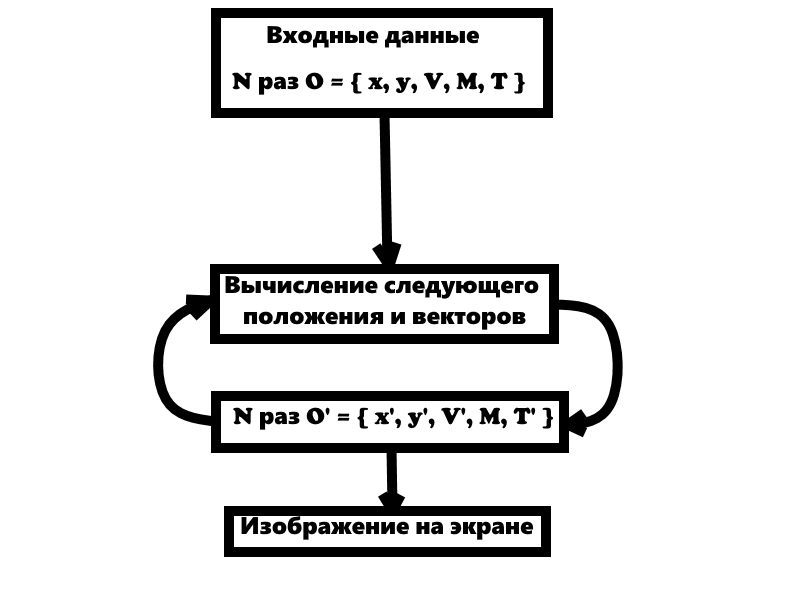 Входные данные
N раз O = { x, y, V, M, T }
Вычисление следующего
положения и векторов
N раз O' = { x', y', V', M, T' }
Изображение на экране